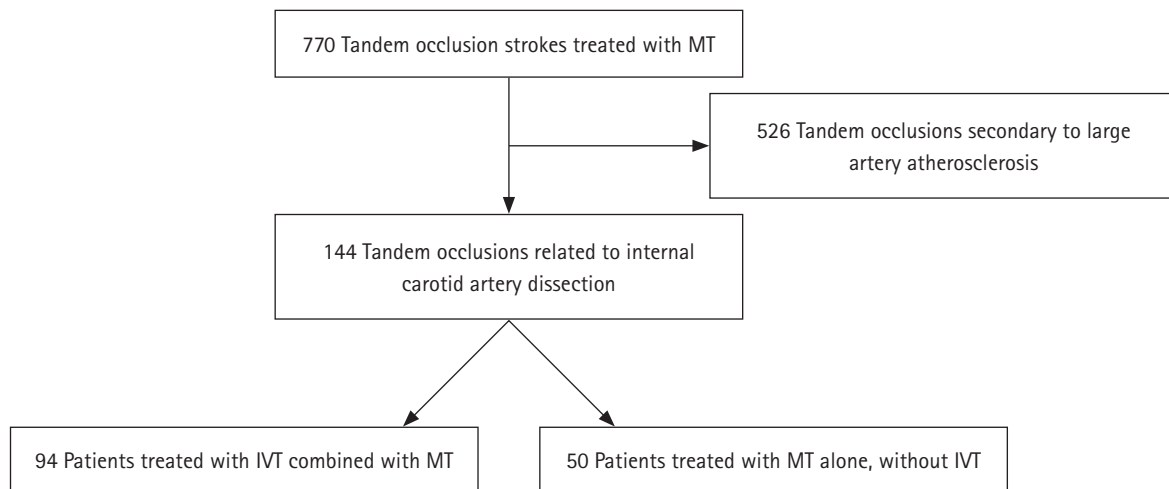 770 Tandem occlusion strokes treated with MT
526 Tandem occlusions secondary to large
artery atherosclerosis
144 Tandem occlusions related to internal
carotid artery dissection
94 Patients treated with IVT combined with MT
50 Patients treated with MT alone, without IVT